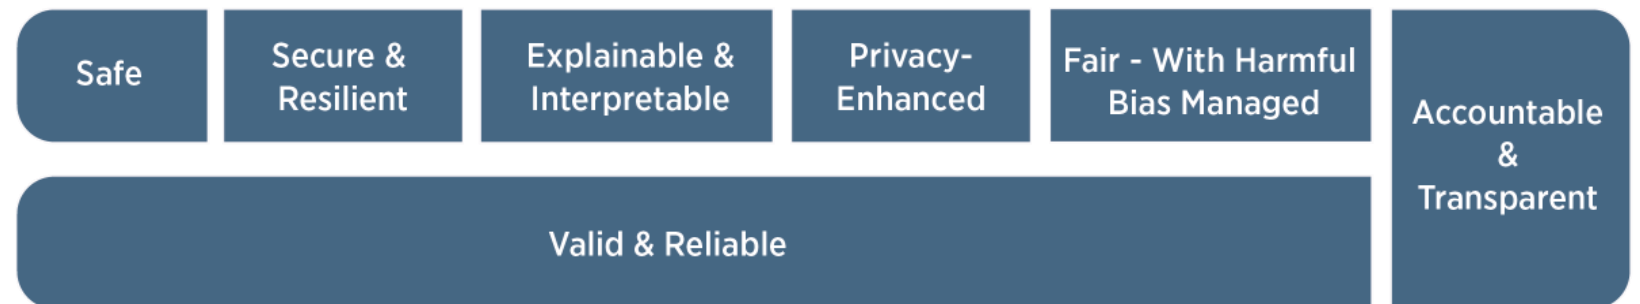 Safe
Secure &
Resilient
Explainable &
Interpretable
Privacy-
Enhanced
Fair - With Harmful
Bias Managed
Accountable
&
Transparent
Valid & Reliable